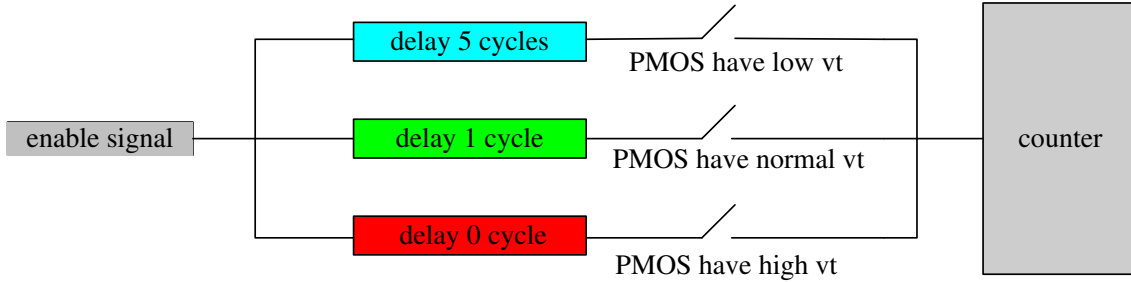 delay 5 cycles
PMOS have low vt
enable signal
delay 1 cycle
PMOS have normal vt
counter
delay 0 cycle
PMOS have high vt